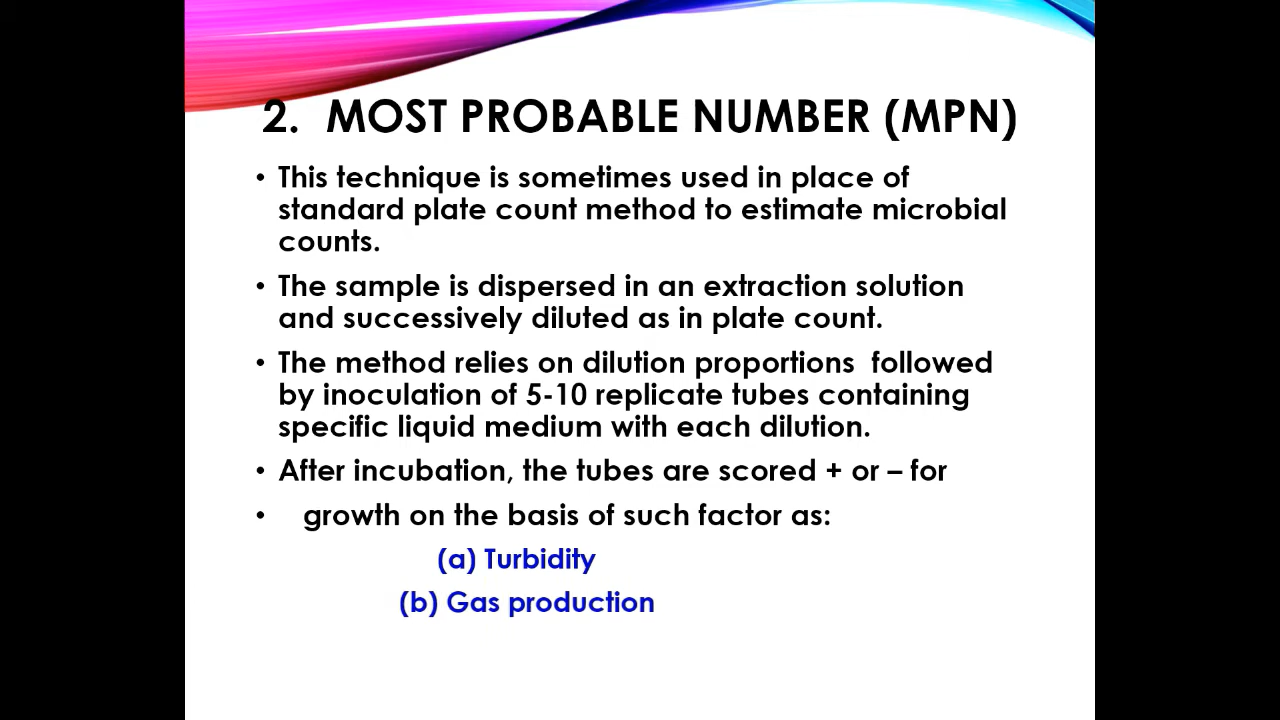 2. MOST PROBABLE NUMBER (MPN)
• This technique is sometimes used in place of
standard plate count method to estimate microbial
counts.
• The sample is dispersed in an extraction solution
and successively diluted as in plate count.
• The method relies on dilution proportions followed
by inoculation of 5-10 replicate tubes containing
specific liquid medium with each dilution.
• After incubation, the tubes are scored + or – for
• growth on the basis of such factor as:
(a) Turbidity
(b) Gas production